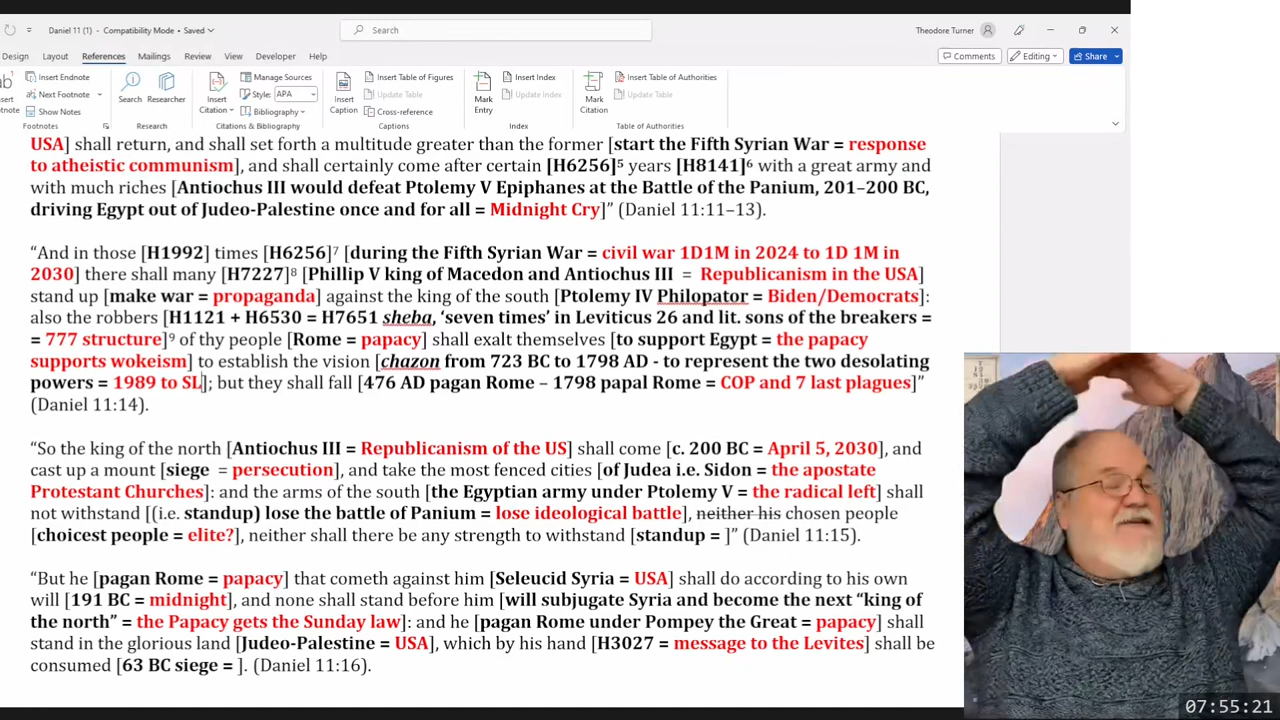 Daniel 11 (1) - Compatibility Mode • Saved
Search
Theodore Turner
Design Layout References Mailings Review View Developer Help
Comments Editing Share
Insert Endnote
Next Footnote
Show Notes
Footnotes
Search Researcher
Research
Insert Citation
Manage Sources
Style: APA
Bibliography
Citations & Bibliography
Insert Caption
Insert Table of Figures
Update Table
Cross-reference
Captions
Mark Entry
Insert Index
Update Index
Index
Mark Citation
Insert Table of Authorities
Update Table
Table of Authorities
USA] shall return, and shall set forth a multitude greater than the former [start the Fifth Syrian War = response
to atheistic communism], and shall certainly come after certain [H6256]5 years [H8141]6 with a great army and
with much riches [Antiochus III would defeat Ptolemy V Epiphanes at the Battle of the Panium, 201–200 BC,
driving Egypt out of Judeo-Palestine once and for all = Midnight Cry]” (Daniel 11:11–13).
“And in those [H1992] times [H6256]7 [during the Fifth Syrian War = civil war 1D1M in 2024 to 1D 1M in
2030] there shall many [H7227]8 [Phillip V king of Macedon and Antiochus III = Republicanism in the USA]
stand up [make war = propaganda] against the king of the south [Ptolemy IV Philopator = Biden/Democrats]:
also the robbers [H1121 + H6530 = H7651 sheba, ‘seven times’ in Leviticus 26 and lit. sons of the breakers =
= 777 structure]9 of thy people [Rome = papacy] shall exalt themselves [to support Egypt = the papacy
supports wokeism] to establish the vision [chazon from 723 BC to 1798 AD - to represent the two desolating
powers = 1989 to SL]; but they shall fall [476 AD pagan Rome – 1798 papal Rome = COP and 7 last plagues]”
(Daniel 11:14).
“So the king of the north [Antiochus III = Republicanism of the US] shall come [c. 200 BC = April 5, 2030], and
cast up a mount [siege = persecution], and take the most fenced cities [of Judea i.e. Sidon = the apostate
Protestant Churches]: and the arms of the south [the Egyptian army under Ptolemy V = the radical left] shall
not withstand [(i.e. standup) lose the battle of Panium = lose ideological battle], neither his chosen people
[choicest people = elite?], neither shall there be any strength to withstand [standup = ]” (Daniel 11:15).
“But he [pagan Rome = papacy] that cometh against him [Seleucid Syria = USA] shall do according to his own
will [191 BC = midnight], and none shall stand before him [will subjugate Syria and become the next “king of
the north” = the Papacy gets the Sunday law]: and he [pagan Rome under Pompey the Great = papacy] shall
stand in the glorious land [Judeo-Palestine = USA], which by his hand [H3027 = message to the Levites] shall be
consumed [63 BC siege = ]. (Daniel 11:16).
07:55:21